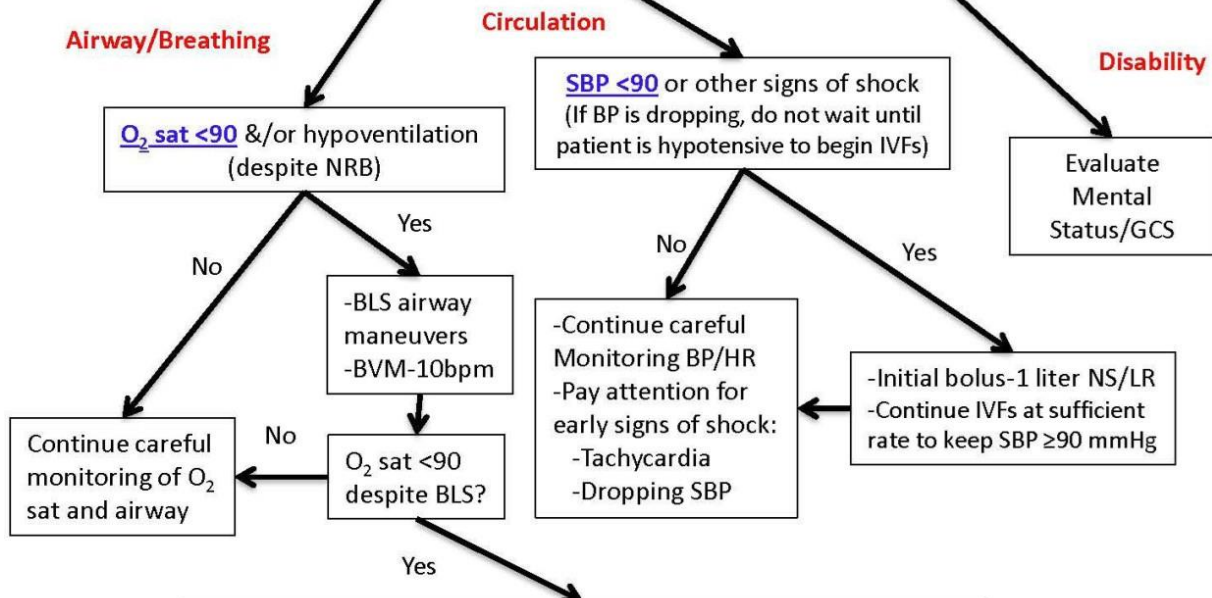 Airway/Breathing
Circulation
Disability
O₂ sat <90 &/or hypoventilation
(despite NRB)
SBP <90 or other signs of shock
(If BP is dropping, do not wait until
patient is hypotensive to begin IVFs)
Evaluate
Mental
Status/GCS
No
Yes
No
Yes
-BLS airway
maneuvers
-BVM-10bpm
-Continue careful
Monitoring BP/HR
-Pay attention for
early signs of shock:
-Tachycardia
-Dropping SBP
-Initial bolus-1 liter NS/LR
-Continue IVFs at sufficient
rate to keep SBP ≥90 mmHg
Continue careful
monitoring of O₂
sat and airway
No
O₂ sat <90
despite BLS?
Yes